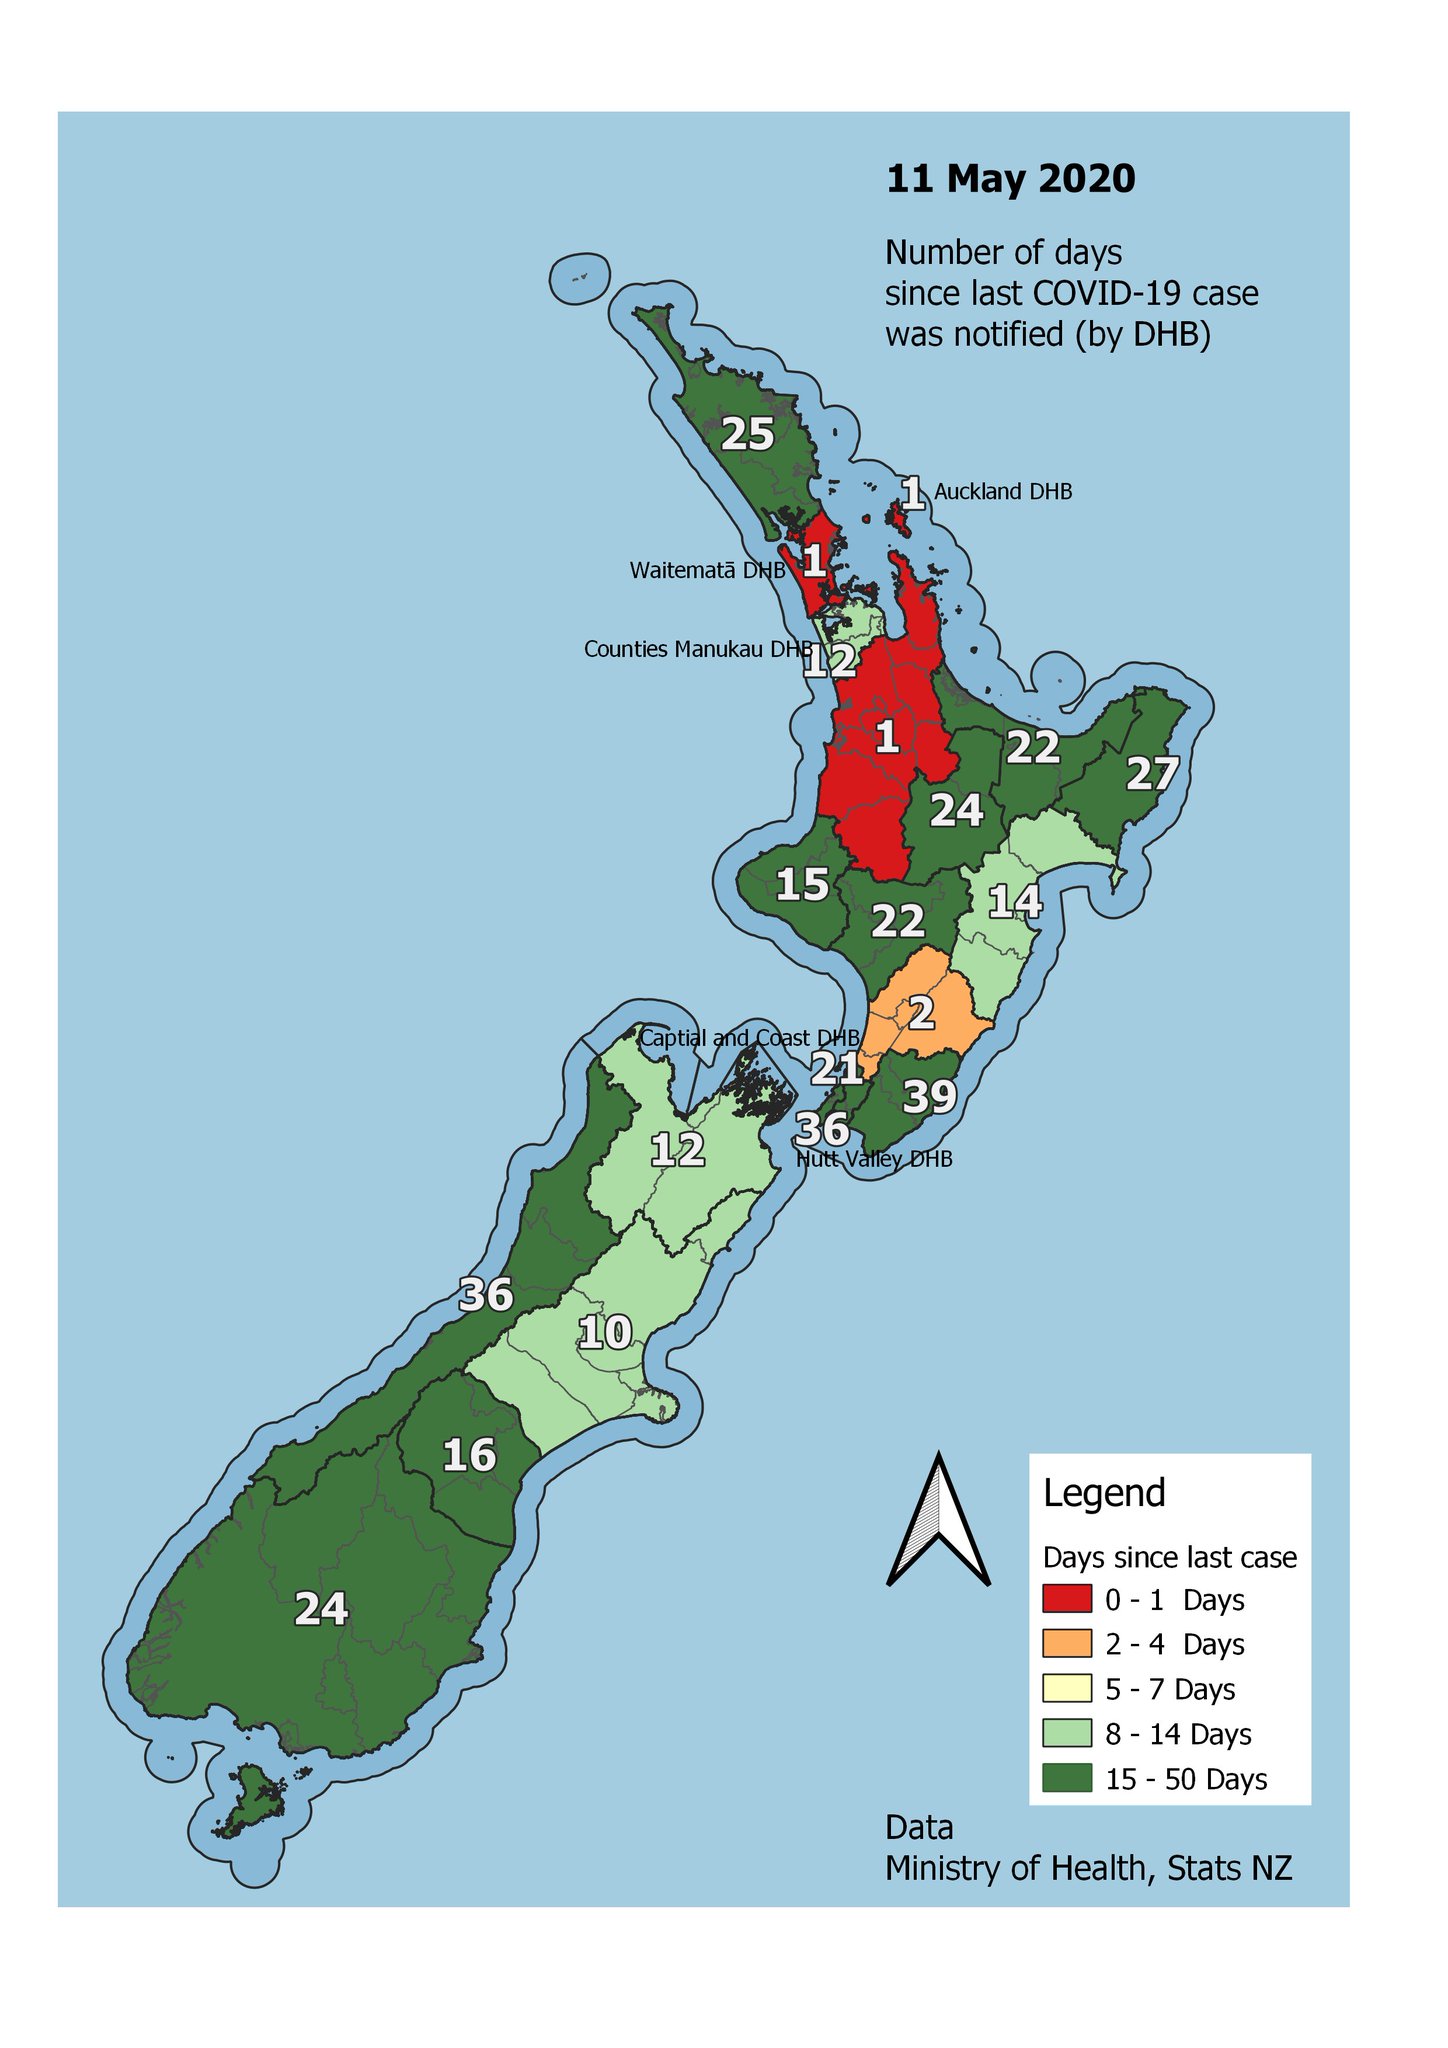 11 May 2020
Number of days
since last COVID-19 case
was notified (by DHB)
25
1 Auckland DHB
1
Waitematā DHB
Counties Manukau DHB
12
1
22
27
24
15
14
22
2
Captial and Coast DHB
21
39
36
12
Hutt Valley DHB
36
10
16
24
Legend
Days since last case
0 - 1 Days
2 - 4 Days
5 - 7 Days
8 - 14 Days
15 - 50 Days
Data
Ministry of Health, Stats NZ